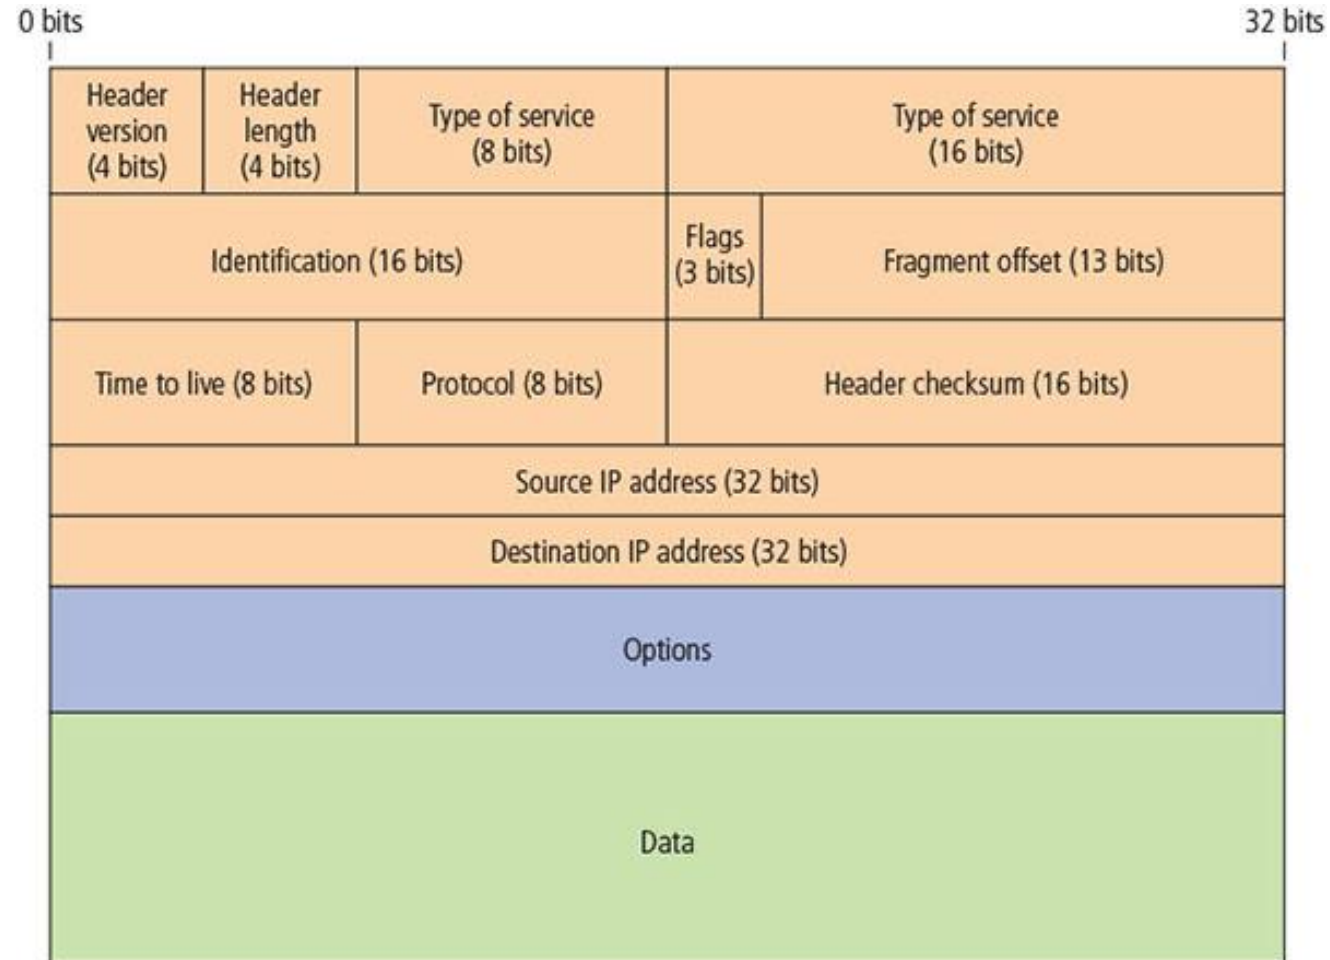 0 bits
32 bits
Header
version
(4 bits)
Header
length
(4 bits)
Type of service
(8 bits)
Type of service
(16 bits)
Identification (16 bits)
Flags
(3 bits)
Fragment offset (13 bits)
Time to live (8 bits)
Protocol (8 bits)
Header checksum (16 bits)
Source IP address (32 bits)
Destination IP address (32 bits)
Options
Data